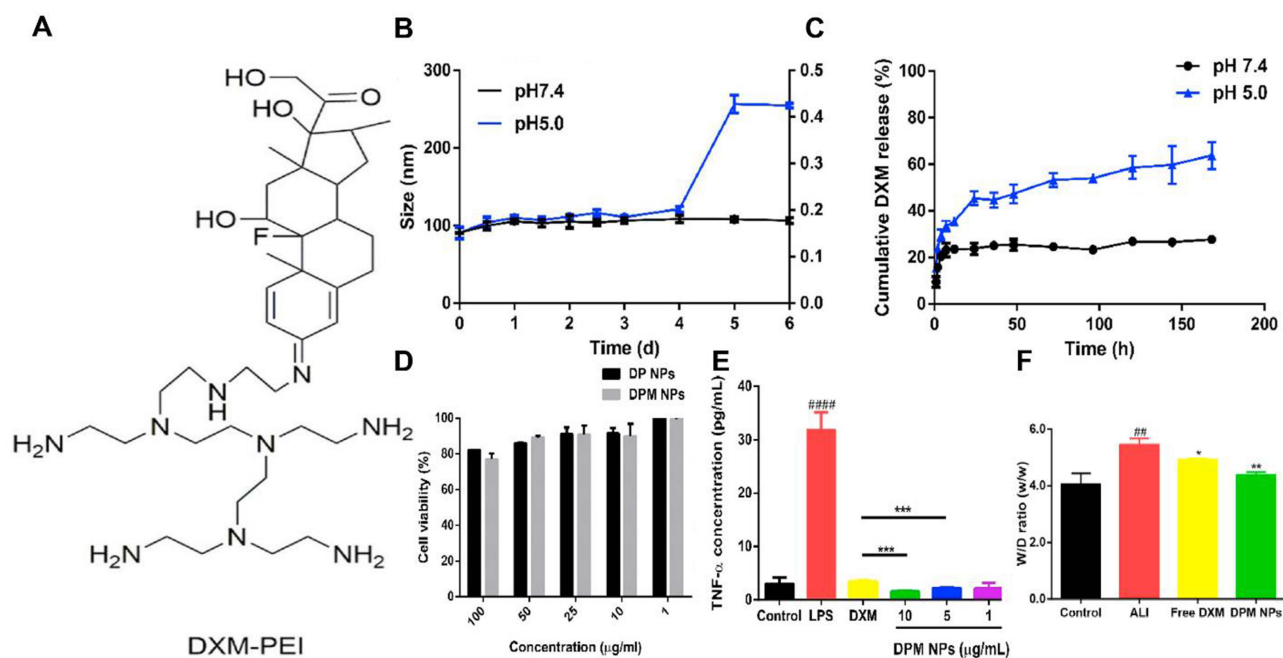 A
HO
O
HO
HO
F
N
N
H
N
N
H2N
NH2
N
H2N
NH2
DXM-PEI
B
300
200
100
0
Size (nm)
pH7.4
pH5.0
0.5
0.4
0.3
0.2
0.1
0.0
0 1 2 3 4 5 6
Time (d)
C
100
80
60
40
20
0
Cumulative DXM release (%)
pH 7.4
pH 5.0
0 50 100 150 200
Time (h)
D
DP NPs
DPM NPs
100
80
60
40
20
0
Cell viability (%)
100 50 25 10 1
Concentration (μg/ml)
E
40
30
20
10
0
TNF-α concerntration (pg/mL)
####
***
***
Control LPS DXM 10 5 1
DPM NPs (μg/mL)
F
6.0
4.0
2.0
0.0
W/D ratio (w/w)
##
*
**
Control ALI Free DXM DPM NPs